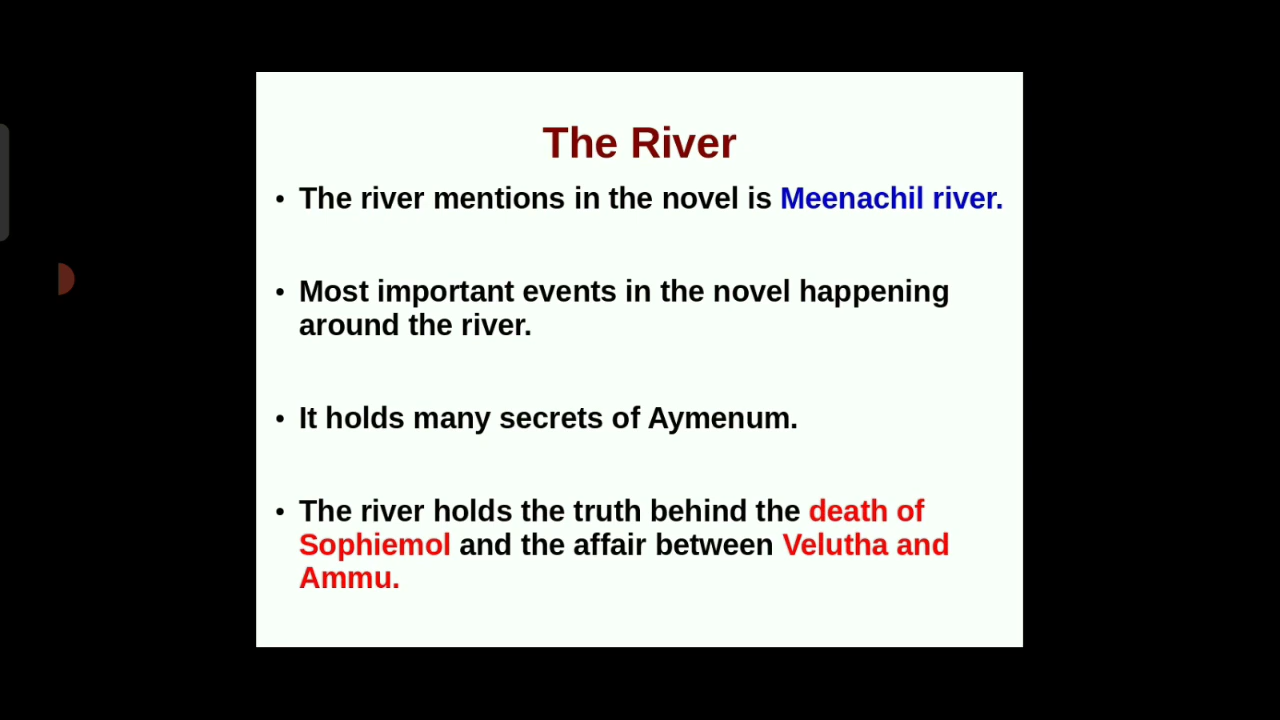 The River
• The river mentions in the novel is Meenachil river.
• Most important events in the novel happening
around the river.
• It holds many secrets of Aymenum.
• The river holds the truth behind the death of
Sophiemol and the affair between Velutha and
Ammu.